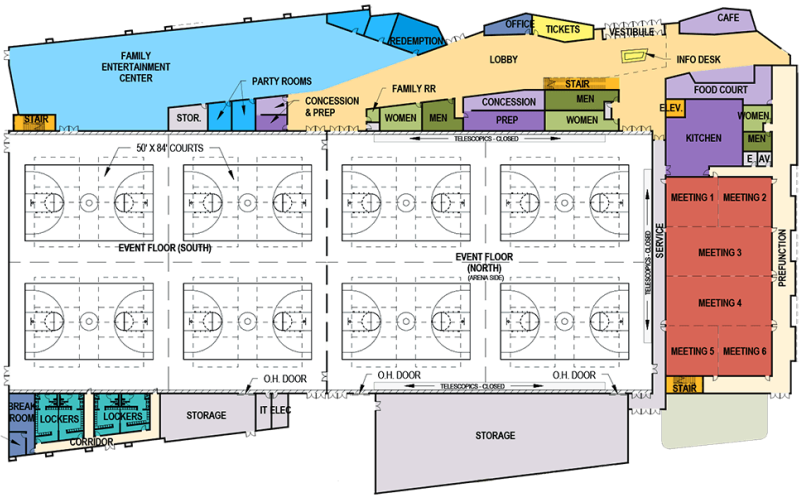 OFFICE
TICKETS
VESTIBULE
CAFE
REDEMPTION
FAMILY
ENTERTAINMENT
CENTER
LOBBY
INFO DESK
PARTY ROOMS
FAMILY RR
STAIR
FOOD COURT
STOR.
CONCESSION
& PREP
CONCESSION
MEN
ELEV.
STAIR
WOMEN
MEN
PREP
WOMEN
WOMEN
KITCHEN
MEN
TELESCOPICS - CLOSED
50' X 84' COURTS
E.
AV.
MEETING 1
MEETING 2
EVENT FLOOR (SOUTH)
EVENT FLOOR
(NORTH)
(ARENA SIDE)
TELESCOPICS - CLOSED
SERVICE
MEETING 3
PREFUNCTION
MEETING 4
MEETING 5
MEETING 6
O.H. DOOR
O.H. DOOR
O.H. DOOR
TELESCOPICS - CLOSED
STAIR
BREAK
ROOM
LOCKERS
LOCKERS
STORAGE
IT
ELEC
CORRIDOR
STORAGE